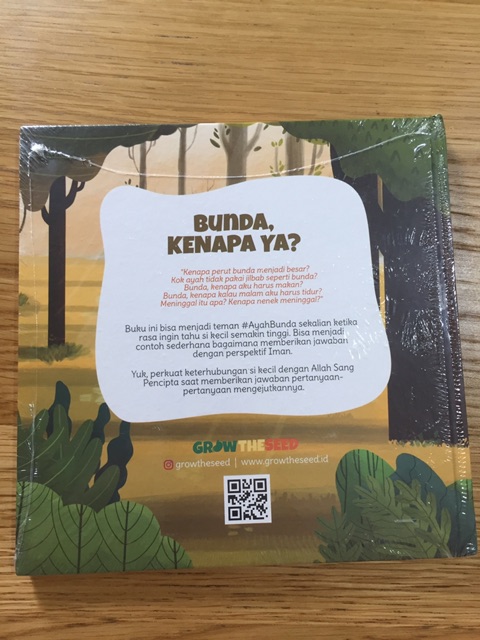 BUNDA,
KENAPA YA?
"Kenapa perut bunda menjadi besar?
Kok ayah tidak pakai jilbab seperti bunda?
Bunda, kenapa aku harus makan?
Bunda, kenapa kalau malam aku harus tidur?
Meninggal itu apa? Kenapa nenek meninggal?"
Buku ini bisa menjadi teman #AyahBunda sekalian ketika
rasa ingin tahu si kecil semakin tinggi. Bisa menjadi
contoh sederhana bagaimana memberikan jawaban
dengan perspektif Iman.
Yuk, perkuat keterhubungan si kecil dengan Allah Sang
Pencipta saat memberikan jawaban pertanyaan-
pertanyaan mengejutkannya.
GROWTHESEED
growtheseed | www.growtheseed.id